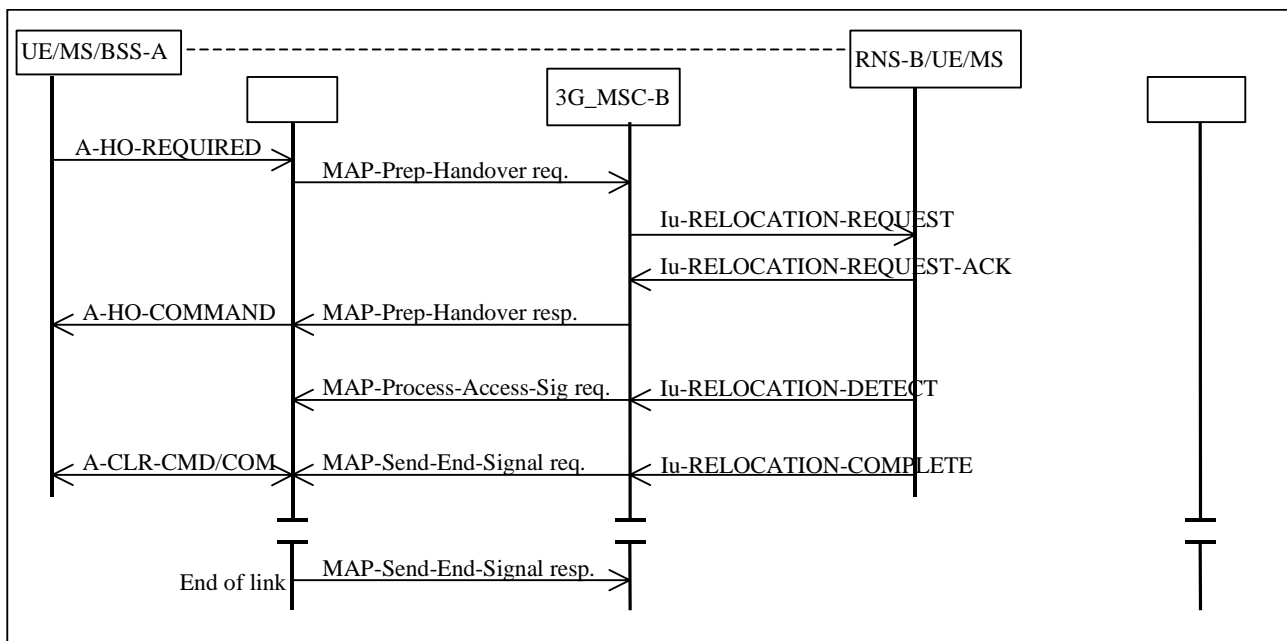 UE/MS/BSS-A
RNS-B/UE/MS
3G_MSC-B
A-HO-REQUIRED
MAP-Prep-Handover req.
Iu-RELOCATION-REQUEST
Iu-RELOCATION-REQUEST-ACK
A-HO-COMMAND
MAP-Prep-Handover resp.
MAP-Process-Access-Sig req.
Iu-RELOCATION-DETECT
A-CLR-CMD/COM
MAP-Send-End-Signal req.
Iu-RELOCATION-COMPLETE
End of link
MAP-Send-End-Signal resp.